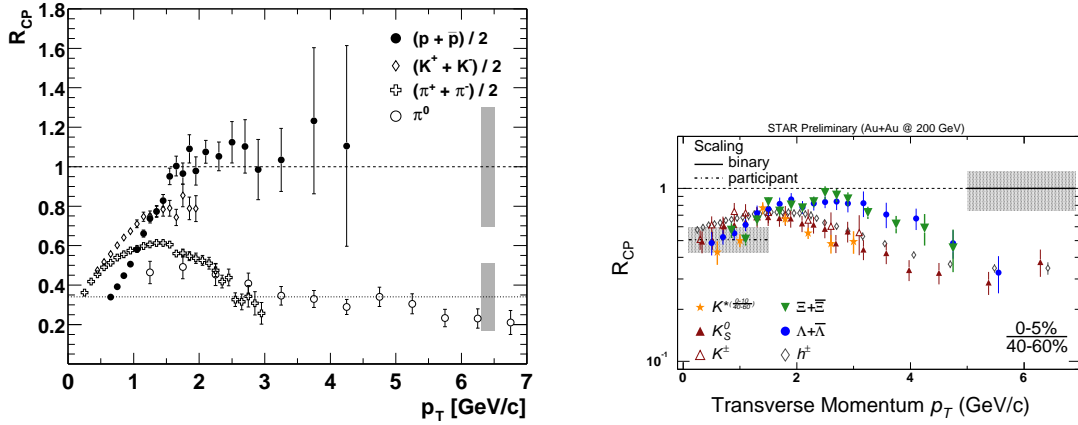 R_CP
1.8
1.6
1.4
1.2
1
0.8
0.6
0.4
0.2
(p + p̅) / 2
(K⁺ + K⁻) / 2
(π⁺ + π⁻) / 2
π⁰
0 1 2 3 4 5 6 7
p_T [GeV/c]
STAR Preliminary (Au+Au @ 200 GeV)
Scaling
binary
participant
R_CP
1
10⁻¹
K*(0-10/40-80) Ξ+Ξ̅
K⁰_S Λ+Λ̅
K± h±
0-5%
40-60%
0 2 4 6
Transverse Momentum p_T (GeV/c)